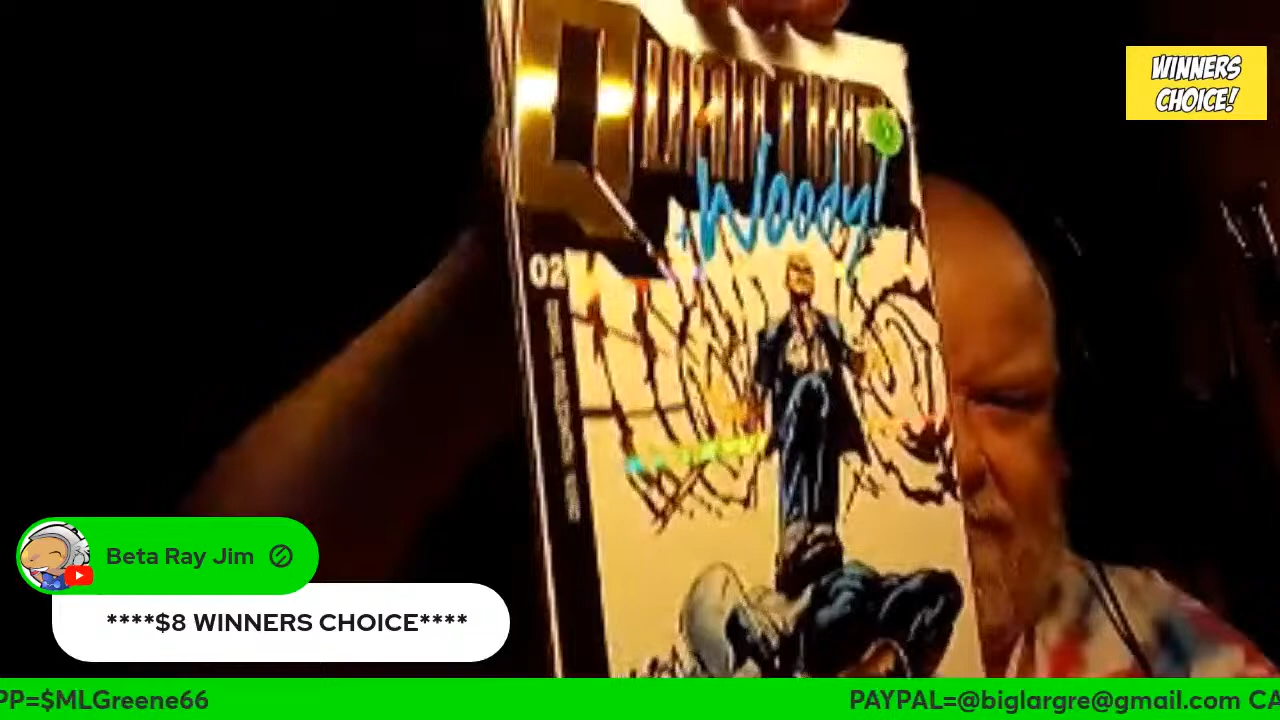 WINNERS
CHOICE!
Woody!
02
Beta Ray Jim
****$8 WINNERS CHOICE****
PP=$MLGreene66
PAYPAL=@biglargre@gmail.com CA